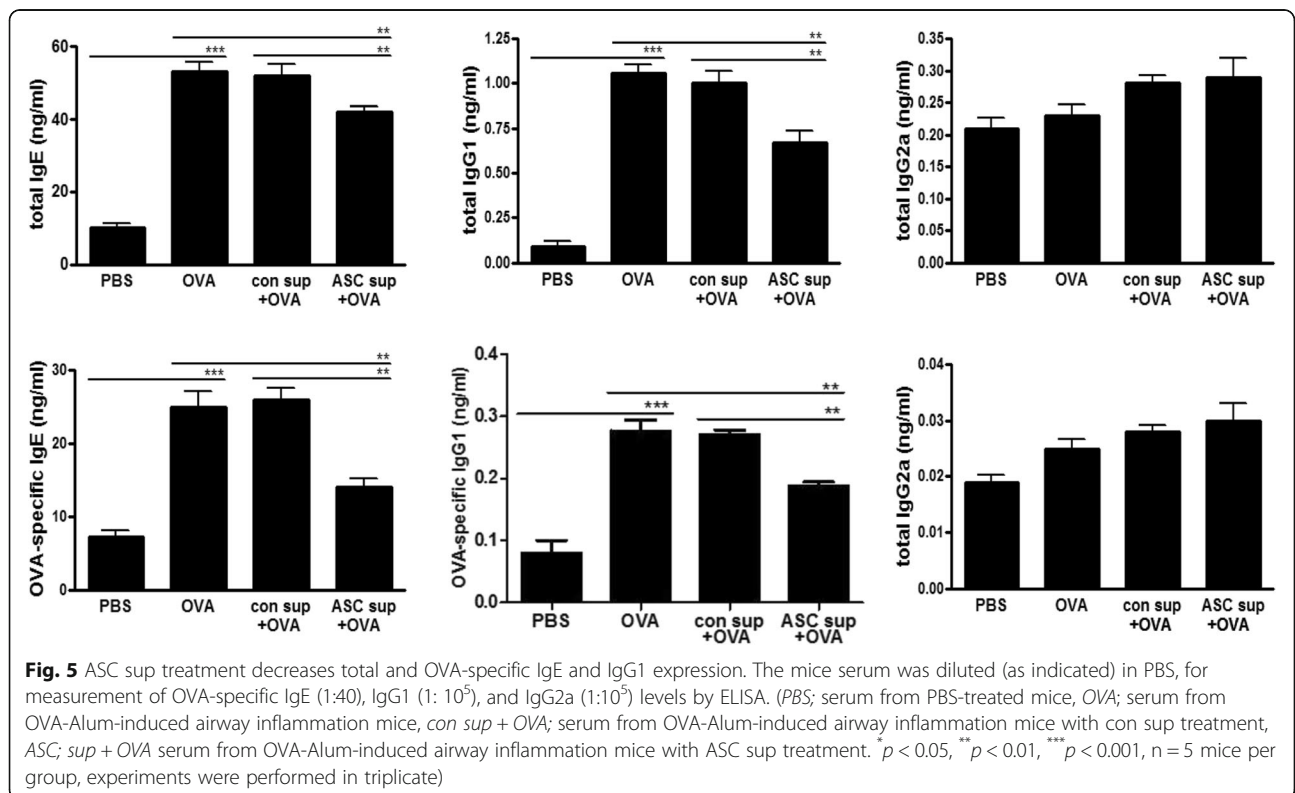 total IgE (ng/ml)
60
40
20
0
***
**
**
PBS
OVA
con sup
+OVA
ASC sup
+OVA
total IgG1 (ng/ml)
1.25
1.00
0.75
0.50
0.25
0.00
***
**
**
PBS
OVA
con sup
+OVA
ASC sup
+OVA
total IgG2a (ng/ml)
0.35
0.30
0.25
0.20
0.15
0.10
0.05
0.00
PBS
OVA
con sup
+OVA
ASC sup
+OVA
OVA-specific IgE (ng/ml)
30
20
10
0
***
**
**
PBS
OVA
con sup
+OVA
ASC sup
+OVA
OVA-specific IgG1 (ng/ml)
0.4
0.3
0.2
0.1
0.0
***
**
**
PBS
OVA
con sup
+OVA
ASC sup
+OVA
total IgG2a (ng/ml)
0.04
0.03
0.02
0.01
0.00
PBS
OVA
con sup
+OVA
ASC sup
+OVA
Fig. 5 ASC sup treatment decreases total and OVA-specific IgE and IgG1 expression. The mice serum was diluted (as indicated) in PBS, for
measurement of OVA-specific IgE (1:40), IgG1 (1: 10⁵), and IgG2a (1:10⁵) levels by ELISA. (PBS; serum from PBS-treated mice, OVA; serum from
OVA-Alum-induced airway inflammation mice, con sup + OVA; serum from OVA-Alum-induced airway inflammation mice with con sup treatment,
ASC; sup + OVA serum from OVA-Alum-induced airway inflammation mice with ASC sup treatment. *p < 0.05, **p < 0.01, ***p < 0.001, n = 5 mice per
group, experiments were performed in triplicate)